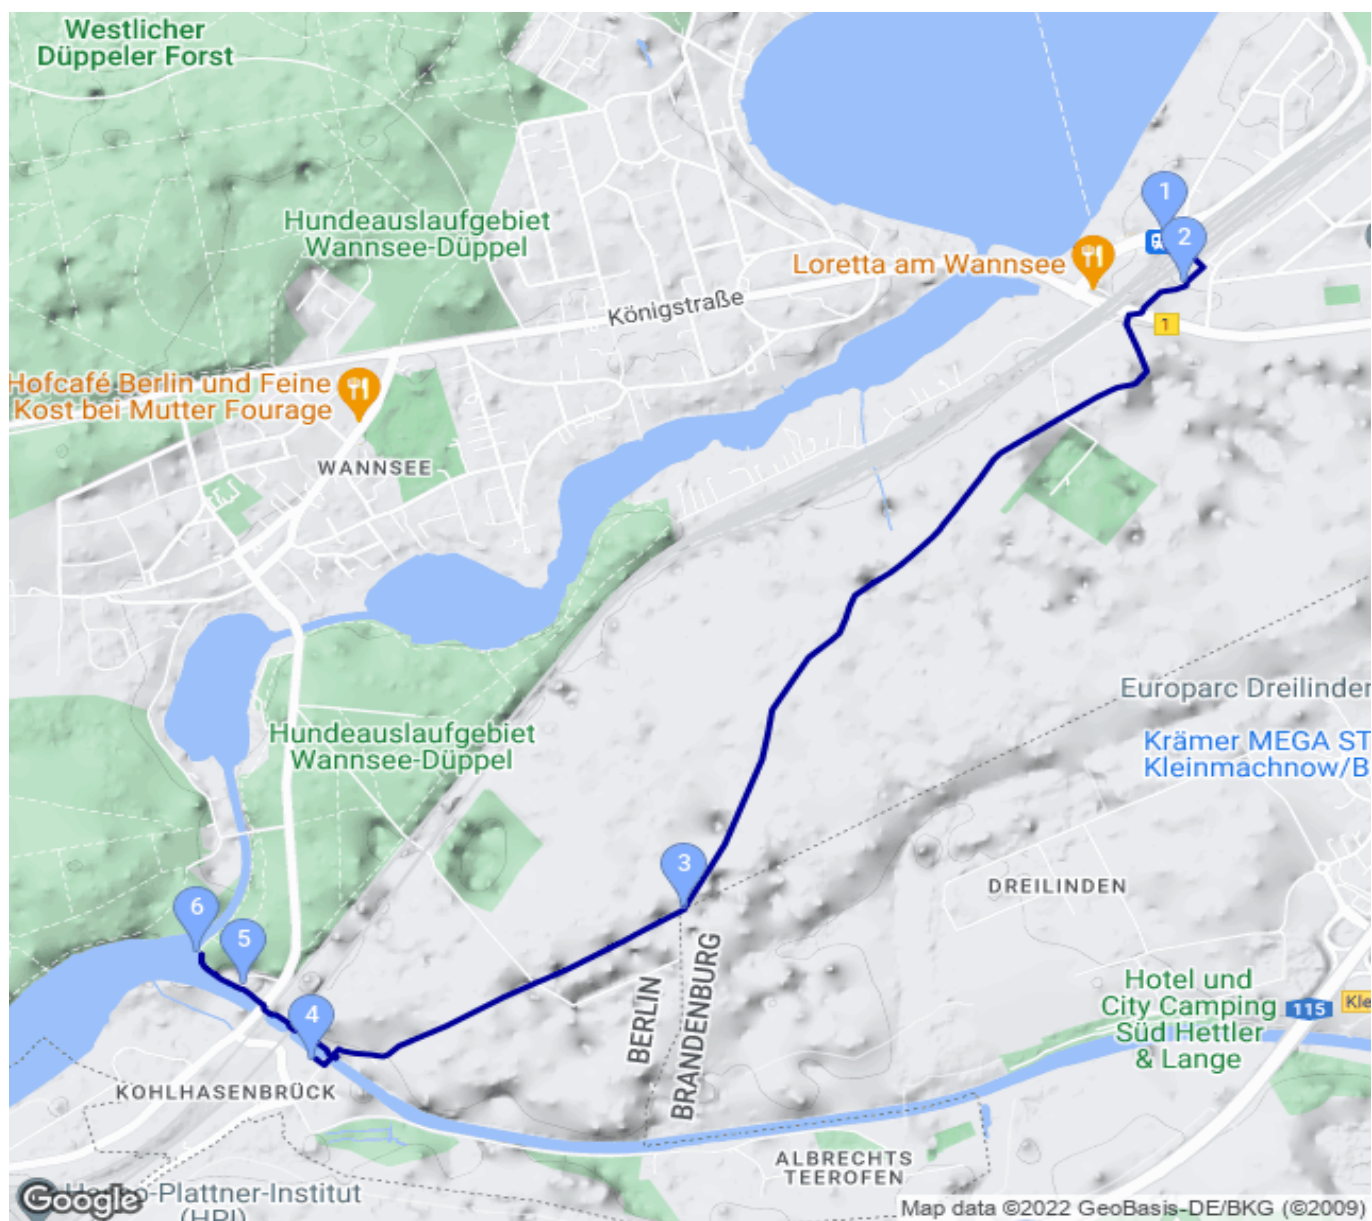 Westlicher
Düppeler Forst
Hundeauslaufgebiet
Wannsee-Düppel
1
2
Loretta am Wannsee
Königstraße
1
Hofcafé Berlin und Feine
Kost bei Mutter Fourage
WANNSEE
Europarc Dreilinden
Hundeauslaufgebiet
Wannsee-Düppel
Krämer MEGA ST
Kleinmachnow/B
3
DREILINDEN
6
5
BERLIN
BRANDENBURG
4
Hotel und
City Camping
Süd Hettler
& Lange
115
Kle
KOHLHASENBRÜCK
ALBRECHTS
TEEROFEN
-Plattner-Institut
(HPI)
Google
Map data ©2022 GeoBasis-DE/BKG (©2009)